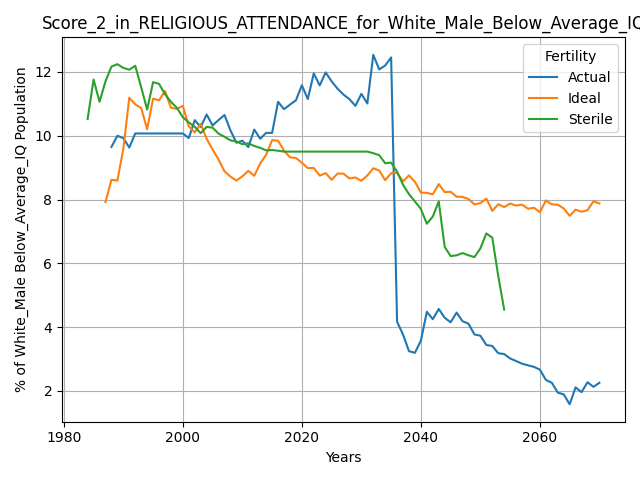 Score_2_in_RELIGIOUS_ATTENDANCE_for_White_Male_Below_Average_IQ
% of White_Male Below_Average_IQ Population
12
10
8
6
4
2
Fertility
Actual
Ideal
Sterile
1980
2000
2020
2040
2060
Years